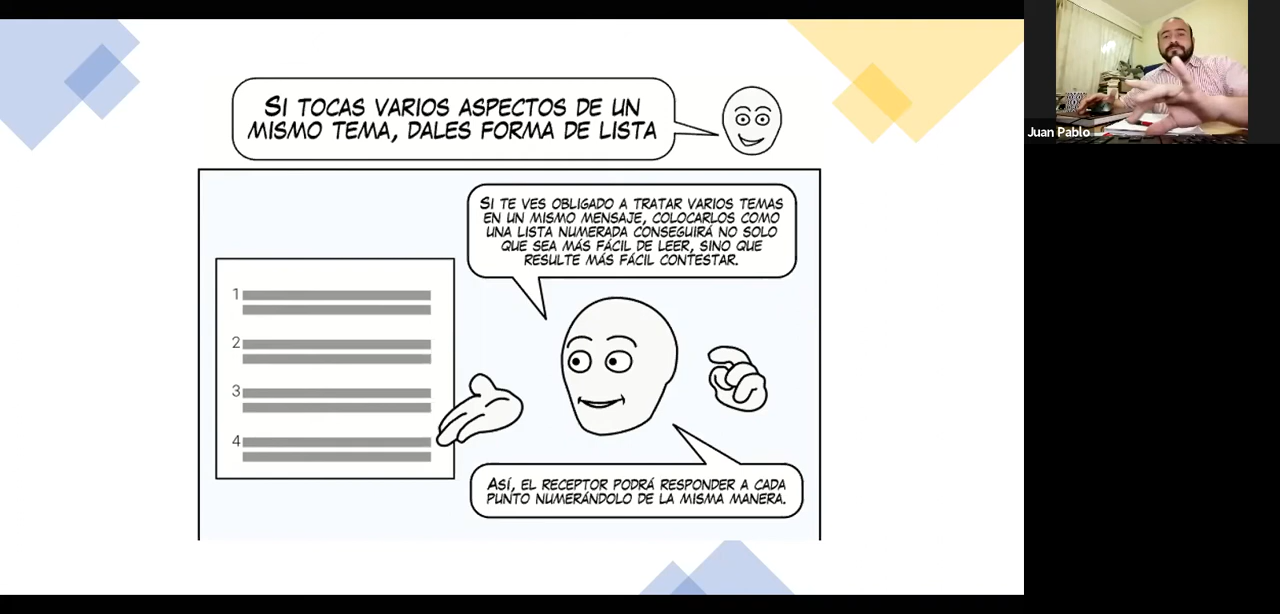 SI TOCAS VARIOS ASPECTOS DE UN
MISMO TEMA, DALES FORMA DE LISTA
SI TE VES OBLIGADO A TRATAR VARIOS TEMAS
EN UN MISMO MENSAJE, COLOCARLOS COMO
UNA LISTA NUMERADA CONSEGUIRÁ NO SOLO
QUE SEA MÁS FÁCIL DE LEER, SINO QUE
RESULTE MÁS FÁCIL CONTESTAR.
1
2
3
4
ASÍ, EL RECEPTOR PODRÁ RESPONDER A CADA
PUNTO NUMERÁNDOLO DE LA MISMA MANERA.
Juan Pablo